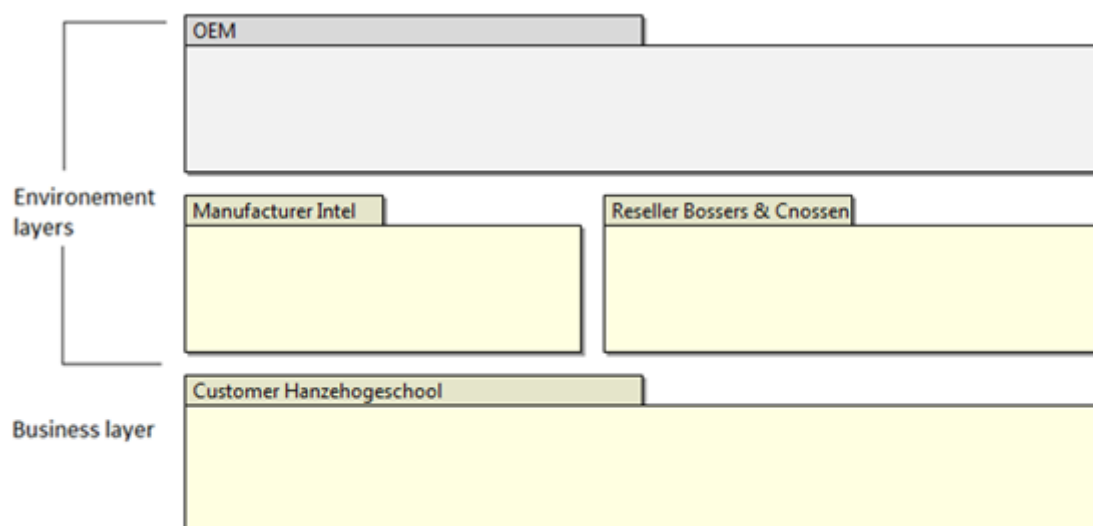 OEM
Environement
layers
Manufacturer Intel
Reseller Bossers & Cnossen
Customer Hanzehogeschool
Business layer